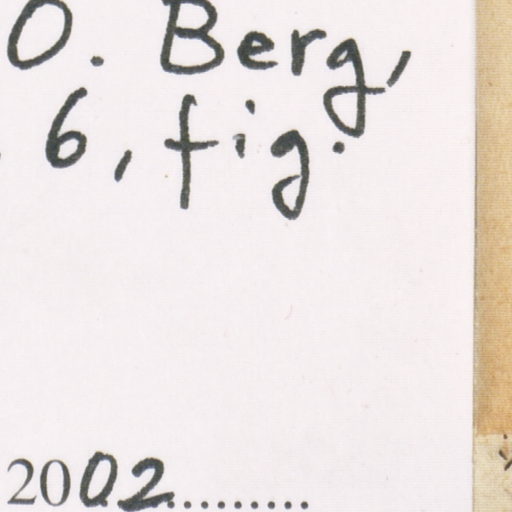 O. Berg,
. 6, fig.
2002..........